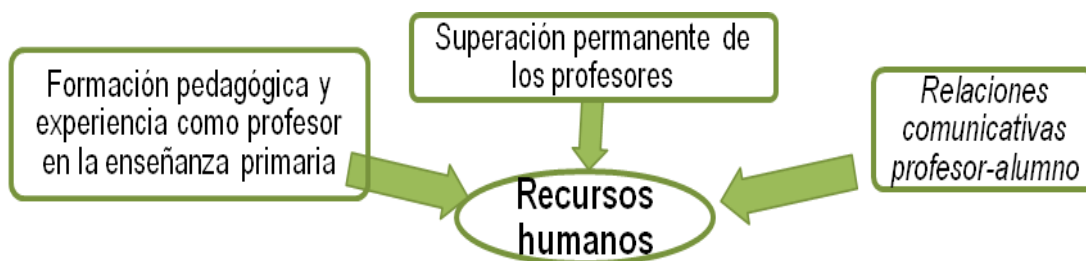 Formación pedagógica y
experiencia como profesor
en la enseñanza primaria
Superación permanente de
los profesores
Relaciones
comunicativas
profesor-alumno
Recursos
humanos